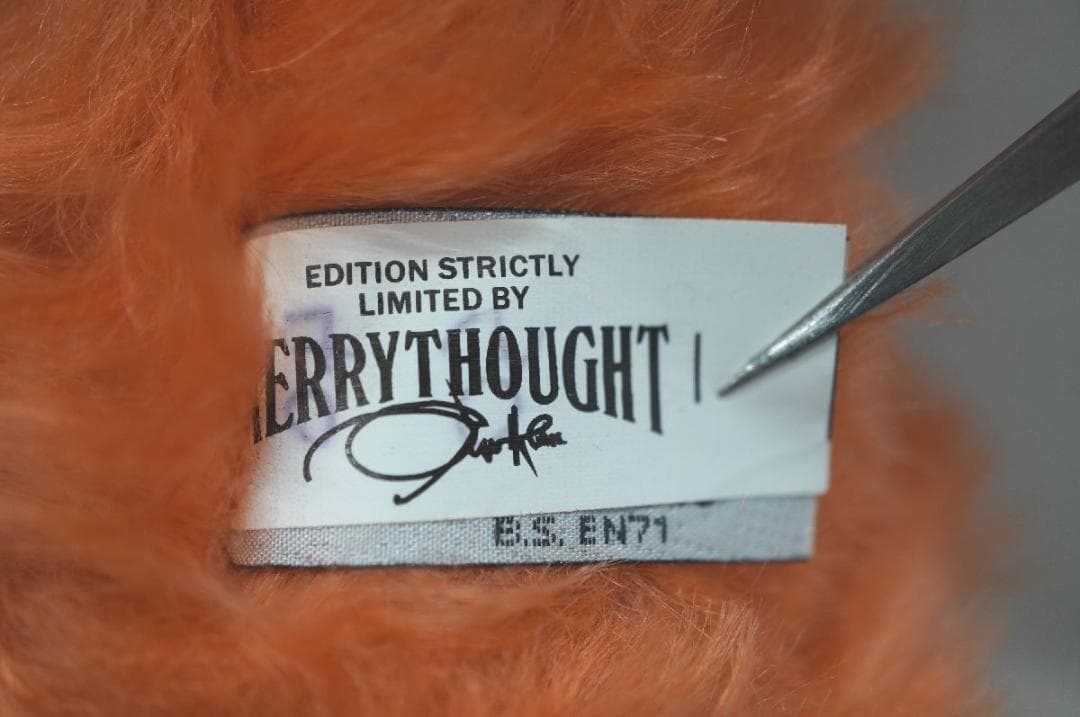 EDITION STRICTLY
LIMITED BY
ERRYTHOUGHT
B.S. EN71